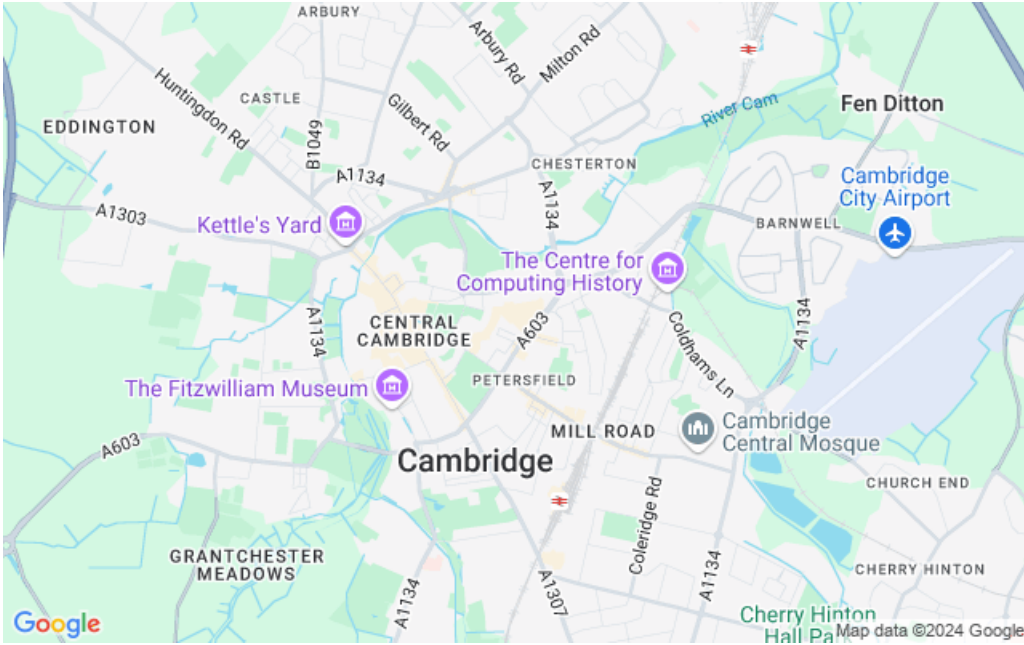 ARBURY
Arbury Rd
Milton Rd
Huntingdon Rd
CASTLE
Gilbert Rd
River Cam
Fen Ditton
EDDINGTON
B1049
CHESTERTON
A1134
A1134
Cambridge
City Airport
A1303
Kettle's Yard
BARNWELL
The Centre for
Computing History
A1134
CENTRAL
CAMBRIDGE
A603
Coldhams Ln
A1134
The Fitzwilliam Museum
PETERSFIELD
A603
MILL ROAD
Cambridge
Central Mosque
Cambridge
CHURCH END
Coleridge Rd
GRANTCHESTER
MEADOWS
CHERRY HINTON
A1134
A1307
A1134
Cherry Hinton
Hall Park
Google
Map data ©2024 Google